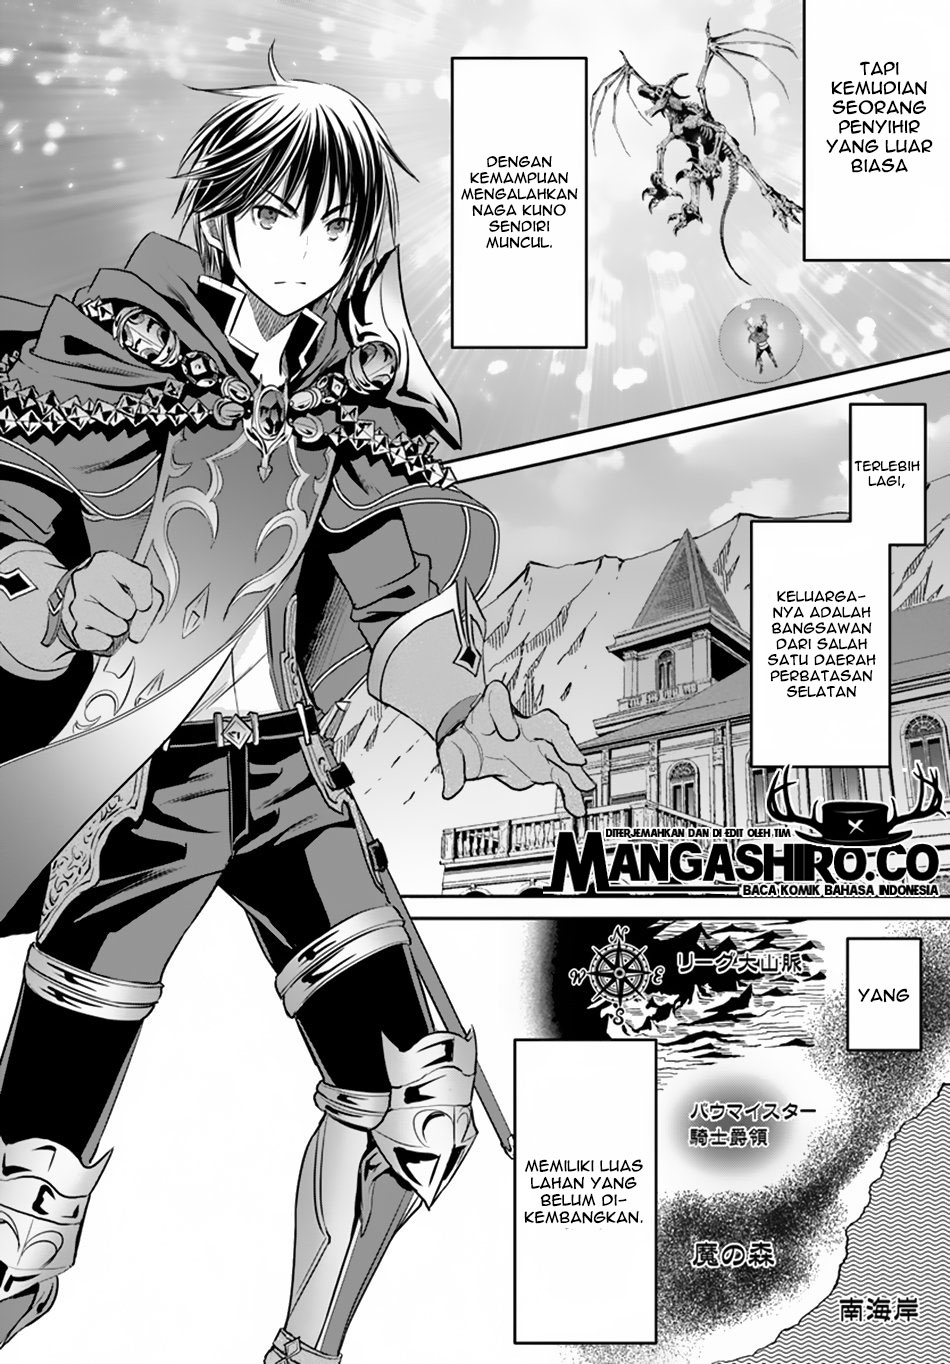 TAPI
KEMUDIAN
SEORANG
PENYIHIR
YANG LUAR
BIASA
DENGAN
KEMAMPUAN
MENGALAHKAN
NAGA KUNO
SENDIRI
MUNCUL.
TERLEBIH
LAGI,
KELUARGA-
NYA ADALAH
BANGSAWAN
DARI SALAH
SATU DAERAH
PERBATASAN
SELATAN
DITERJEMAHKAN DAN DI EDIT OLEH TIM
MANGASHIRO.CO
BACA KOMIK BAHASA INDONESIA
YANG
N
W E
S
リーグ大山脈
バウマイスター
騎士爵領
MEMILIKI LUAS
LAHAN YANG
BELUM DI-
KEMBANGKAN.
魔の森
南海岸